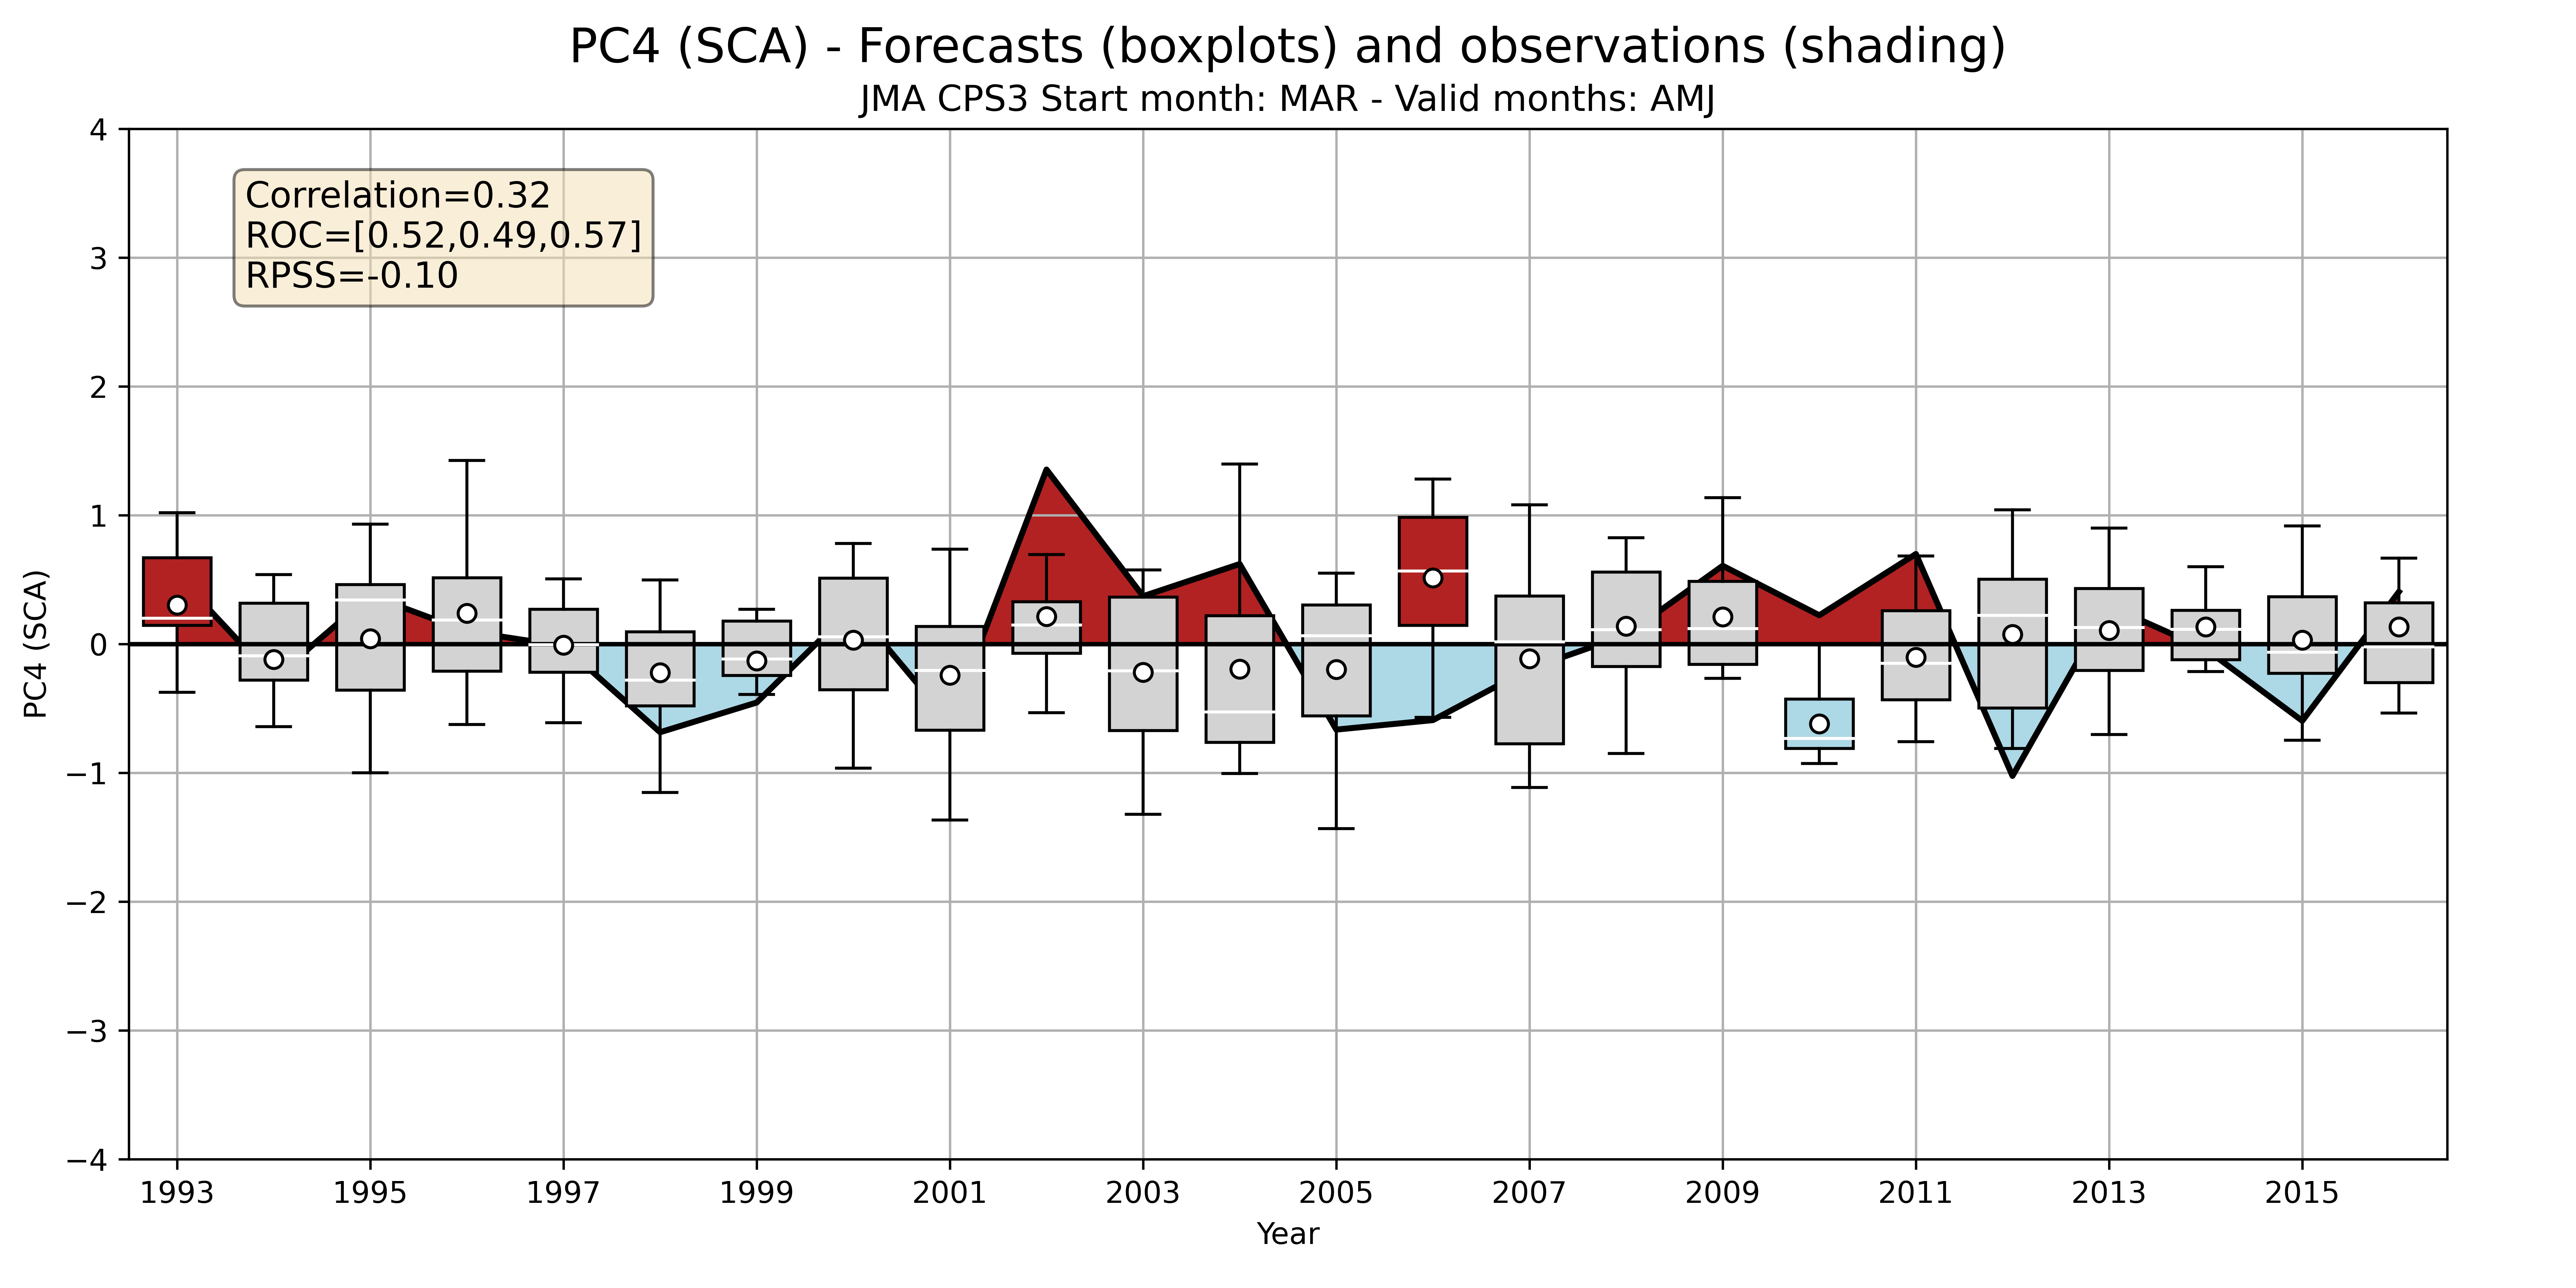 PC4 (SCA) - Forecasts (boxplots) and observations (shading)
JMA CPS3 Start month: MAR - Valid months: AMJ
Correlation=0.32
ROC=[0.52,0.49,0.57]
RPSS=-0.10
PC4 (SCA)
4
3
2
1
0
−1
−2
−3
−4
1993 1995 1997 1999 2001 2003 2005 2007 2009 2011 2013 2015
Year